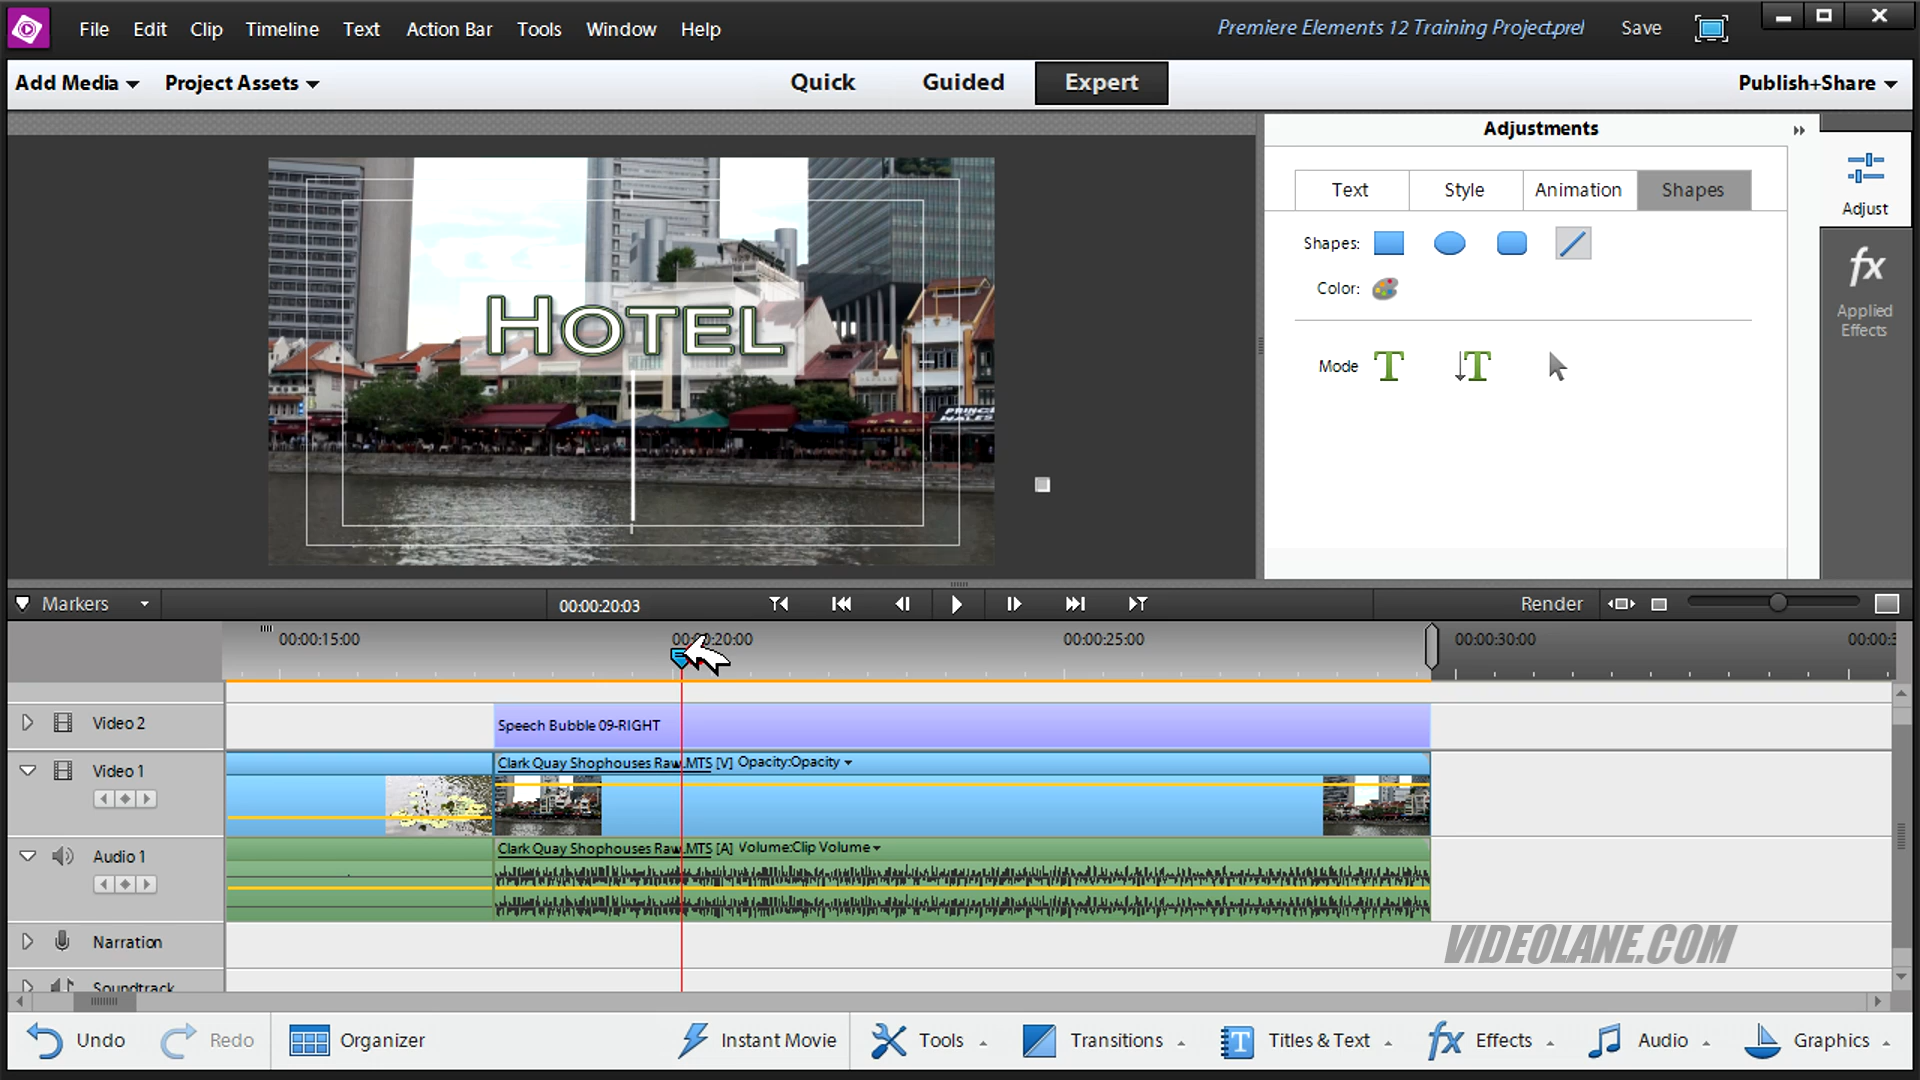 File Edit Clip Timeline Text Action Bar Tools Window Help
Premiere Elements 12 Training Project.prel Save
Add Media Project Assets Quick Guided Expert Publish+Share
Adjustments
Text Style Animation Shapes
Adjust
Shapes:
Color:
Applied
Effects
Mode T T
HOTEL
PRINCE
WALES
Markers 00:00:20:03 Render
00:00:15:00 00:00:20:00 00:00:25:00 00:00:30:00
Video 2 Speech Bubble 09-RIGHT
Video 1 Clark Quay Shophouses Raw.MTS [V] Opacity:Opacity
Audio 1 Clark Quay Shophouses Raw.MTS [A] Volume:Clip Volume
Narration
VIDEOLANE.COM
Soundtrack
Undo Redo Organizer Instant Movie Tools Transitions Titles & Text Effects Audio Graphics